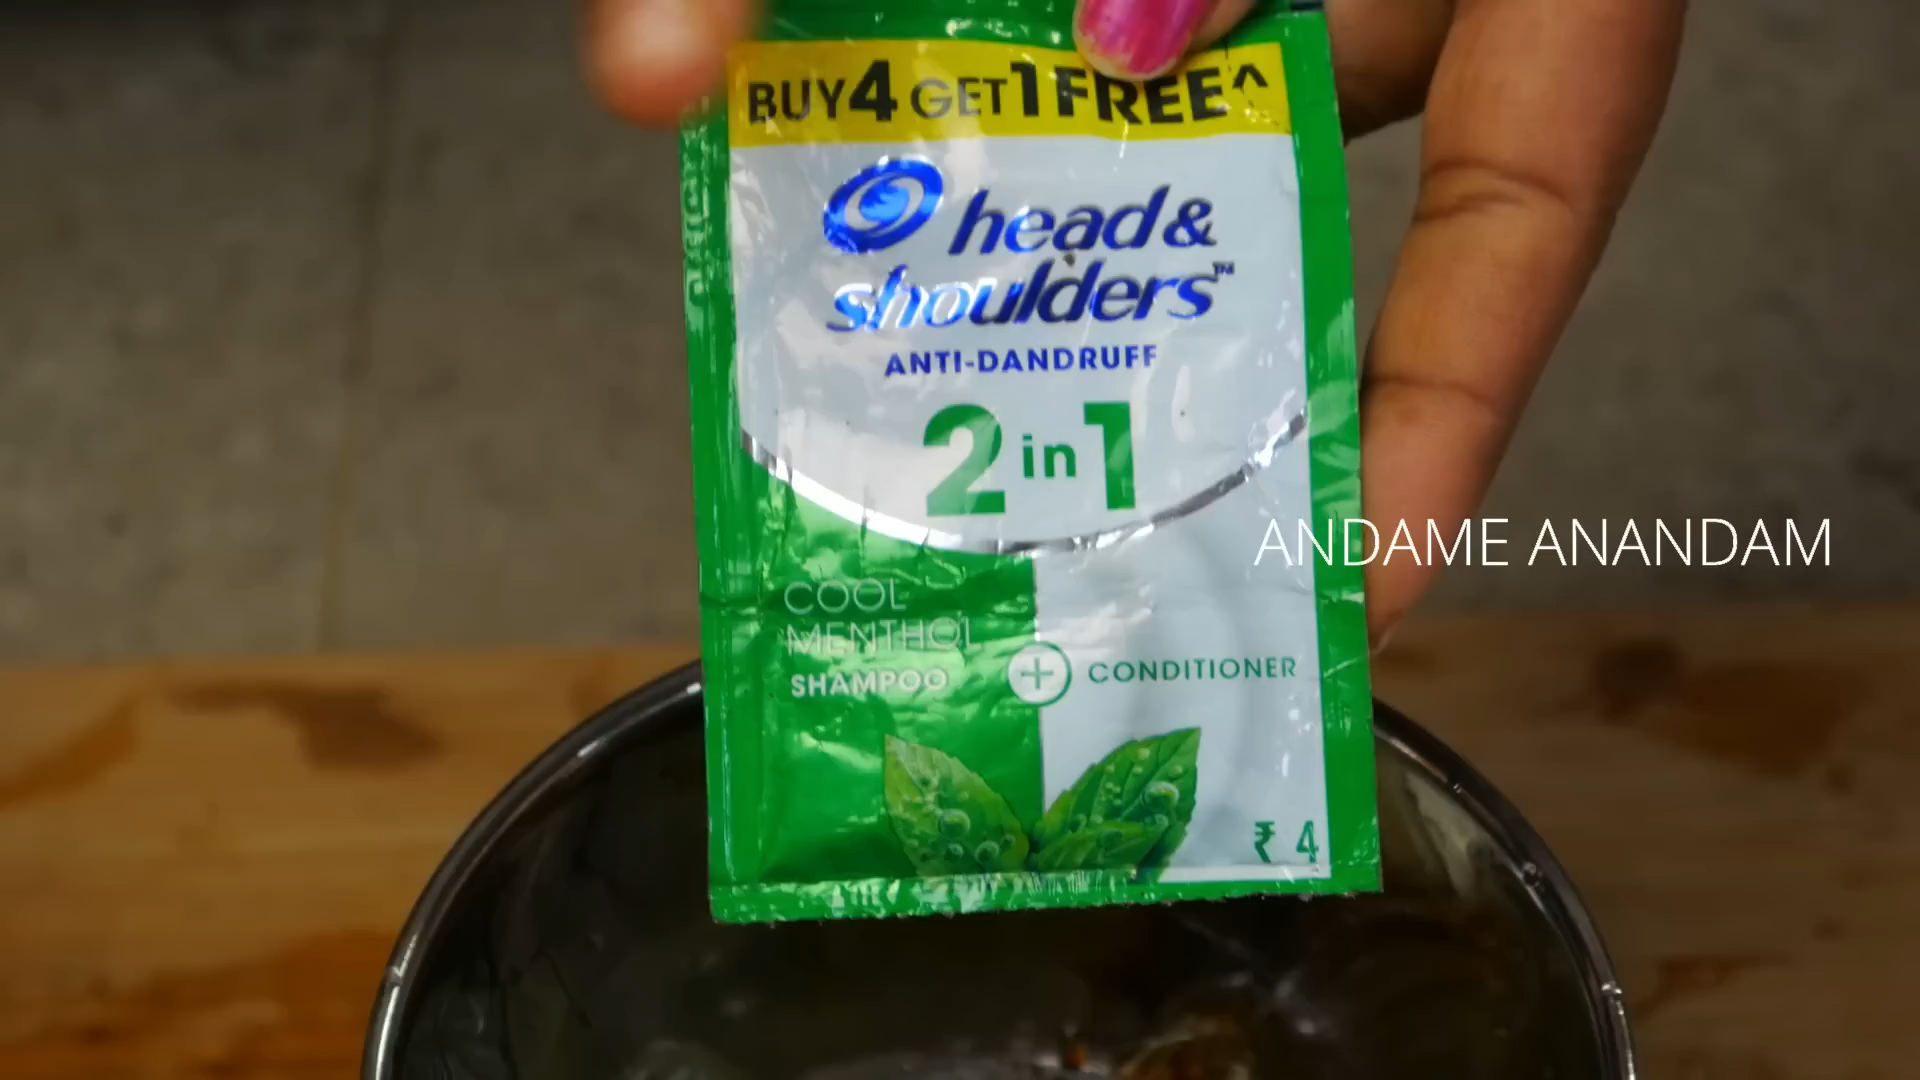 BUY 4 GET 1 FREE^
head &
shoulders™
ANTI-DANDRUFF
2 in 1
COOL
MENTHOL
SHAMPOO + CONDITIONER
₹ 4
ANDAME ANANDAM